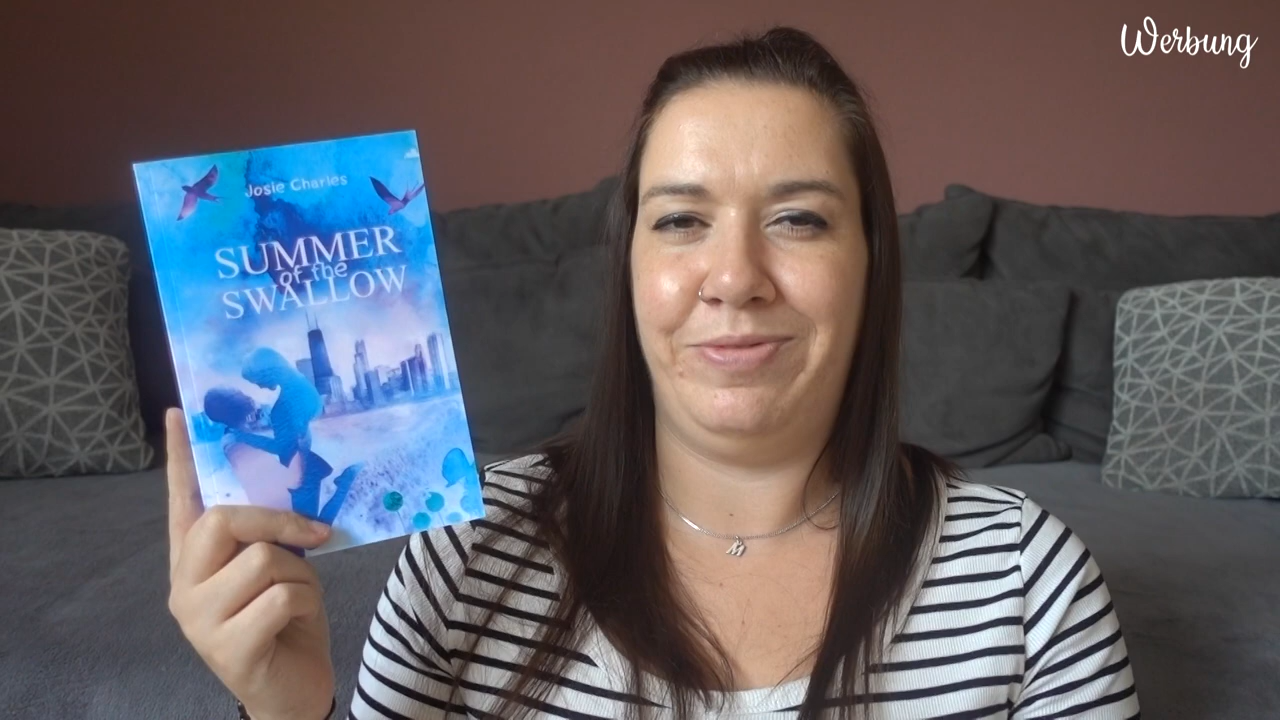 Werbung
Josie Charles
SUMMER
of the
SWALLOW
M